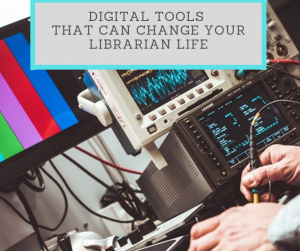 DIGITAL TOOLS
THAT CAN CHANGE YOUR
LIBRARIAN LIFE